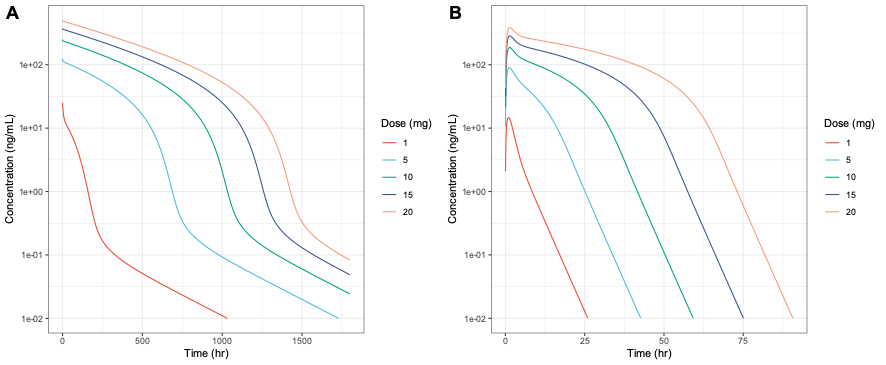 A
Concentration (ng/mL)
1e+02
1e+01
1e+00
1e-01
1e-02
0
500
1000
1500
Time (hr)
Dose (mg)
1
5
10
15
20
B
Concentration (ng/mL)
1e+02
1e+01
1e+00
1e-01
1e-02
0
25
50
75
Time (hr)
Dose (mg)
1
5
10
15
20